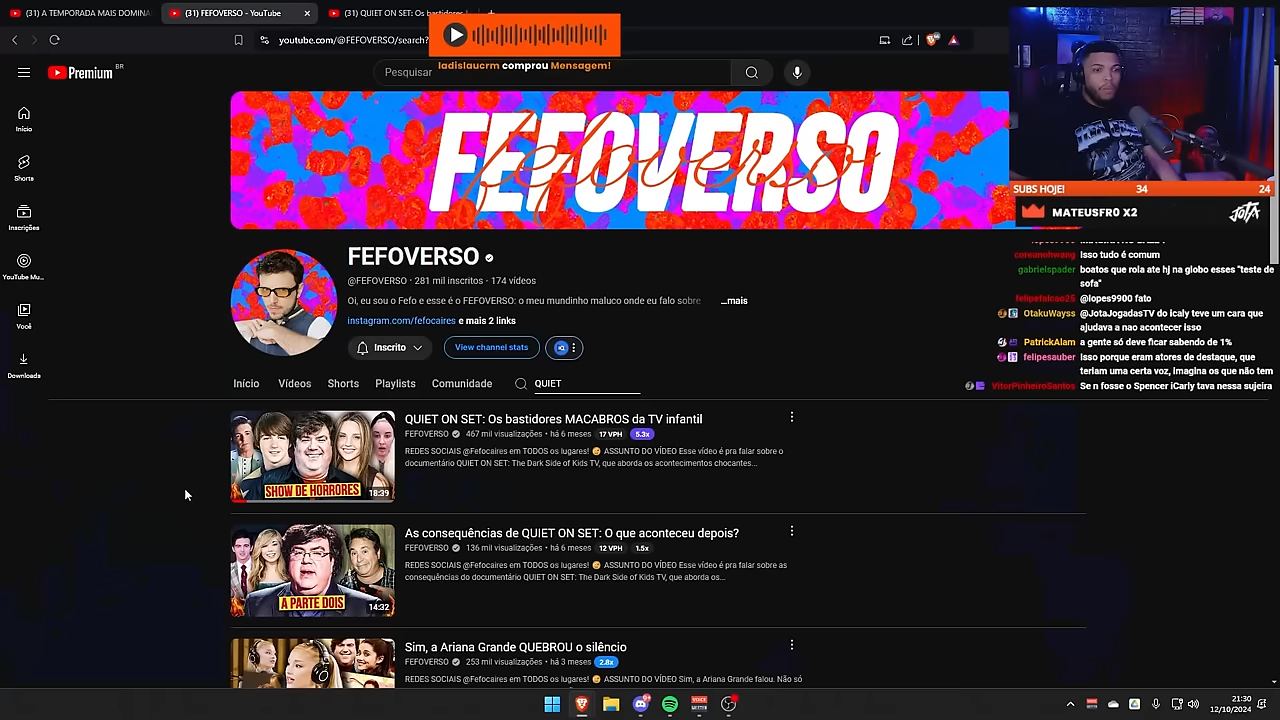 (31) A TEMPORADA MAIS DOMINA
(31) FEFOVERSO - YouTube
(31) QUIET ON SET: Os bastidores
youtube.com/@FEFOVERSO/search?
ladislaucrm comprou Mensagem!
Premium
BR
Pesquisar
FEFOVERSO
fefoverso
Início
Shorts
Inscrições
YouTube Mu...
Você
Downloads
FEFOVERSO
@FEFOVERSO · 281 mil inscritos · 174 vídeos
Oi, eu sou o Fefo e esse é o FEFOVERSO: o meu mundinho maluco onde eu falo sobre ...mais
instagram.com/fefocaires e mais 2 links
Inscrito
View channel stats
Início Vídeos Shorts Playlists Comunidade QUIET
QUIET ON SET: Os bastidores MACABROS da TV infantil
FEFOVERSO 467 mil visualizações • há 6 meses 17 VPH 5.3x
REDES SOCIAIS @Fefocaires em TODOS os lugares! ASSUNTO DO VÍDEO Esse vídeo é pra falar sobre o
documentário QUIET ON SET: The Dark Side of Kids TV, que aborda os acontecimentos chocantes...
SHOW DE HORRORES
18:39
As consequências de QUIET ON SET: O que aconteceu depois?
FEFOVERSO 136 mil visualizações • há 6 meses 12 VPH 1.5x
REDES SOCIAIS @Fefocaires em TODOS os lugares! ASSUNTO DO VÍDEO Esse vídeo é pra falar sobre as
consequências do documentário QUIET ON SET: The Dark Side of Kids TV, que aborda os...
A PARTE DOIS
14:32
Sim, a Ariana Grande QUEBROU o silêncio
FEFOVERSO 253 mil visualizações • há 3 meses 2.8x
REDES SOCIAIS @Fefocaires em TODOS os lugares! ASSUNTO DO VÍDEO Sim, a Ariana Grande falou. Não só
SUBS HOJE! 34 24
MATEUSFR0 X2
JOTA
coreunohwang Isso tudo é comum
gabrielspader boatos que rola ate hj na globo esses "teste de
sofa"
felipefalcao25 @lopes9900 fato
OtakuWayss @JotaJogadasTV do icaly teve um cara que
ajudava a nao acontecer isso
PatrickAlam a gente só deve ficar sabendo de 1%
felipesauber Isso porque eram atores de destaque, que
teriam uma certa voz, imagina os que não tem
VitorPinheiroSantos Se n fosse o Spencer iCarly tava nessa sujeira
21:30
12/10/2024